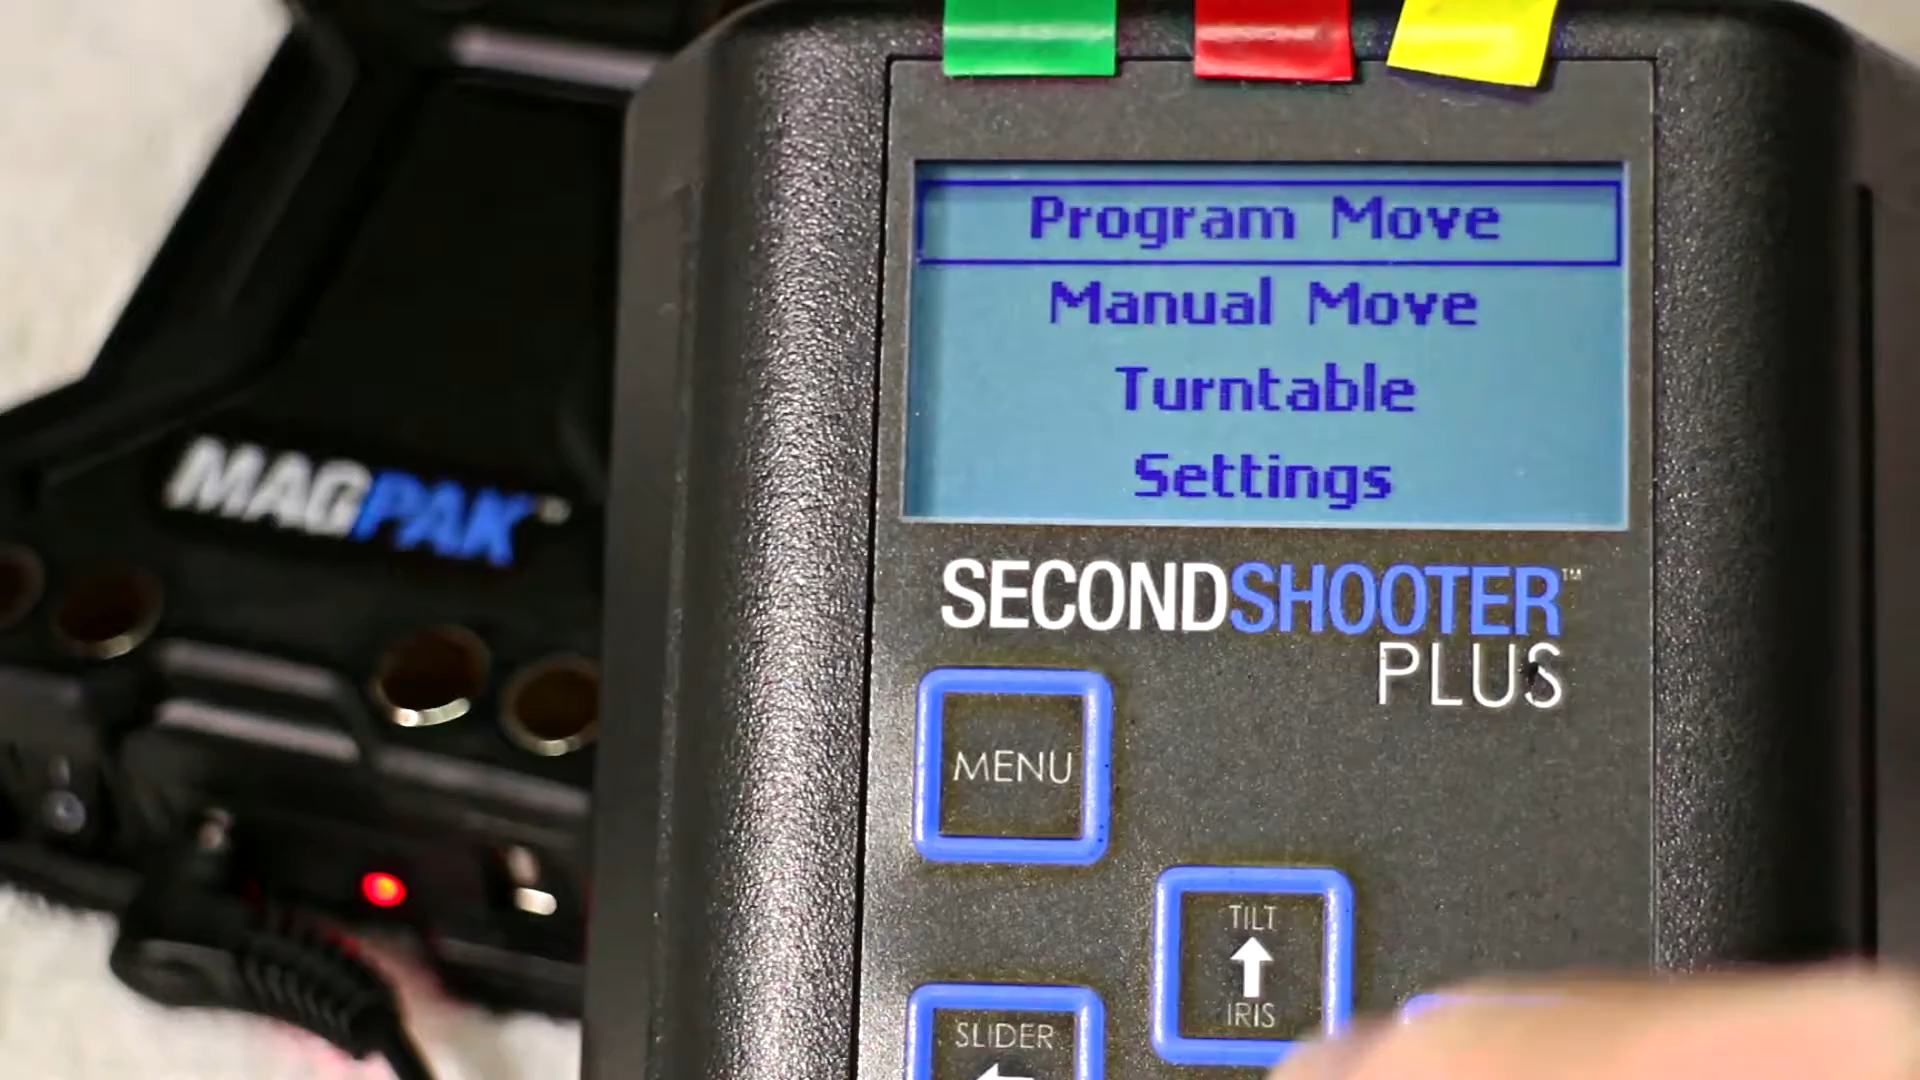 Program Move
Manual Move
Turntable
Settings
MAGPAK™
SECONDSHOOTER™
PLUS
MENU
TILT
IRIS
SLIDER